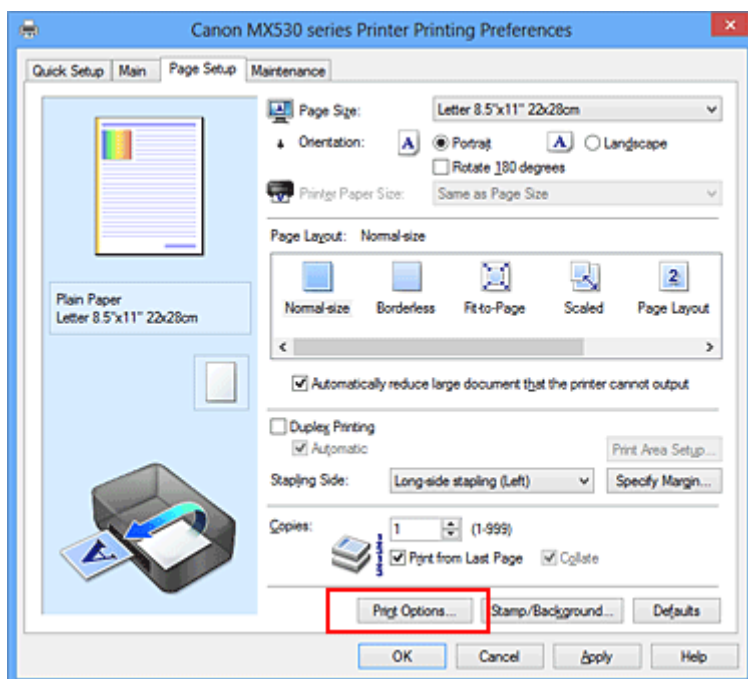 Canon MX530 series Printer Printing Preferences
Quick Setup Main Page Setup Maintenance
Page Size: Letter 8.5"x11" 22x28cm
Orientation: A Portrait A Landscape
Rotate 180 degrees
Printer Paper Size: Same as Page Size
Page Layout: Normal-size
2
Normal-size Borderless Fit-to-Page Scaled Page Layout
Plain Paper
Letter 8.5"x11" 22x28cm
Automatically reduce large document that the printer cannot output
Duplex Printing
Automatic
Print Area Setup...
Stapling Side: Long-side stapling (Left) Specify Margin...
Copies: 1 (1-999)
Print from Last Page Collate
A
Print Options... Stamp/Background... Defaults
OK Cancel Apply Help